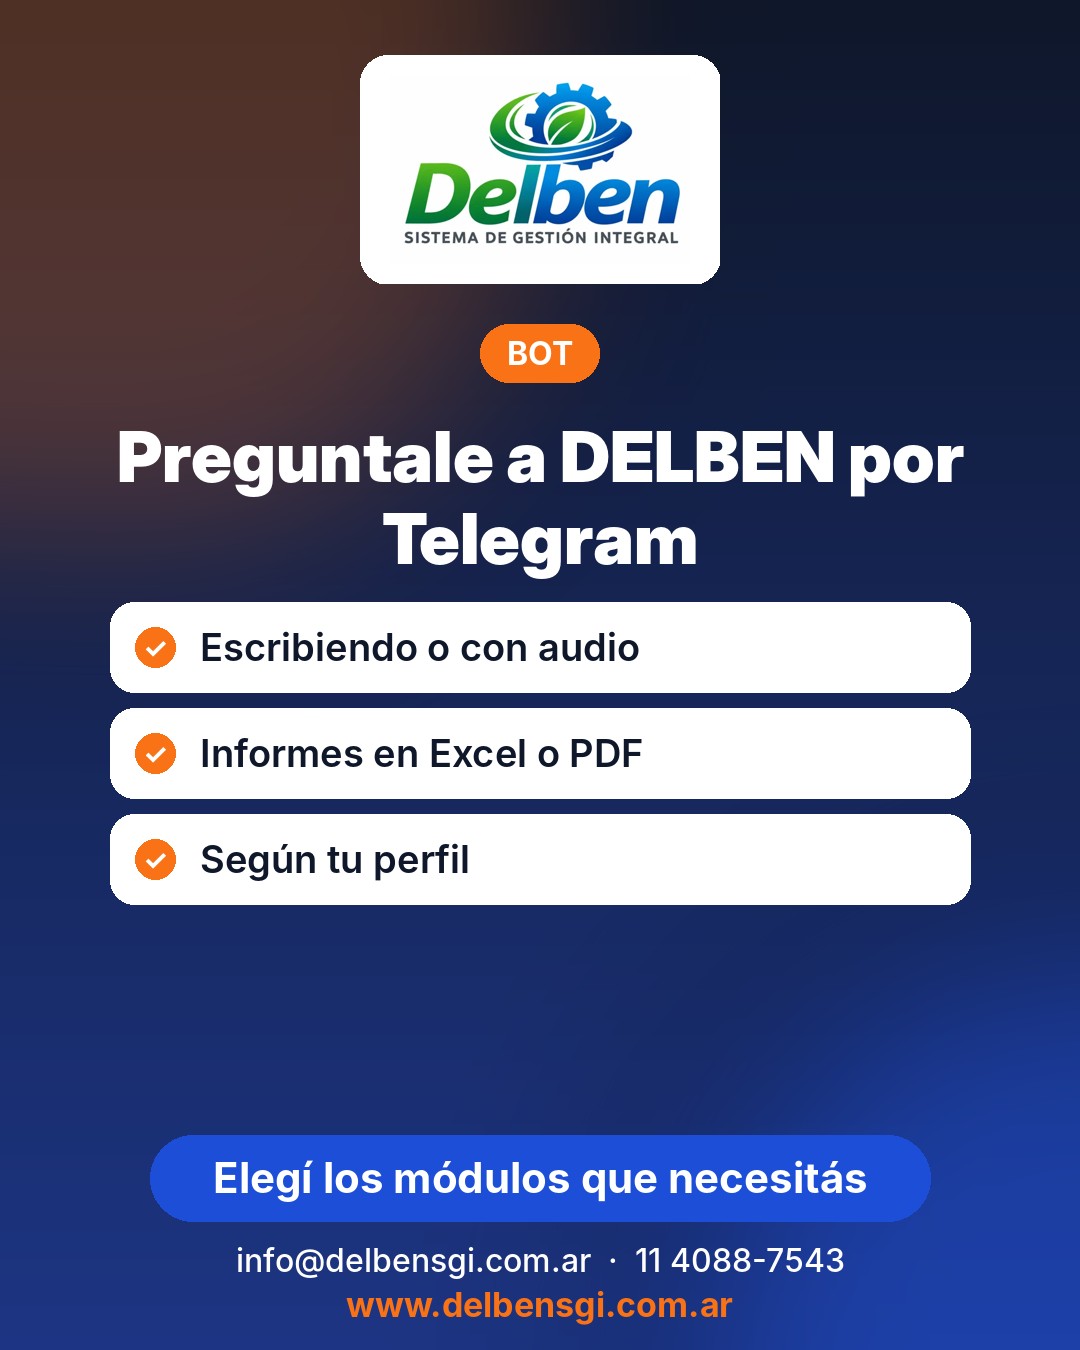 Delben
SISTEMA DE GESTIÓN INTEGRAL
BOT
Preguntale a DELBEN por
Telegram
Escribiendo o con audio
Informes en Excel o PDF
Según tu perfil
Elegí los módulos que necesitás
info@delbensgi.com.ar · 11 4088-7543
www.delbensgi.com.ar